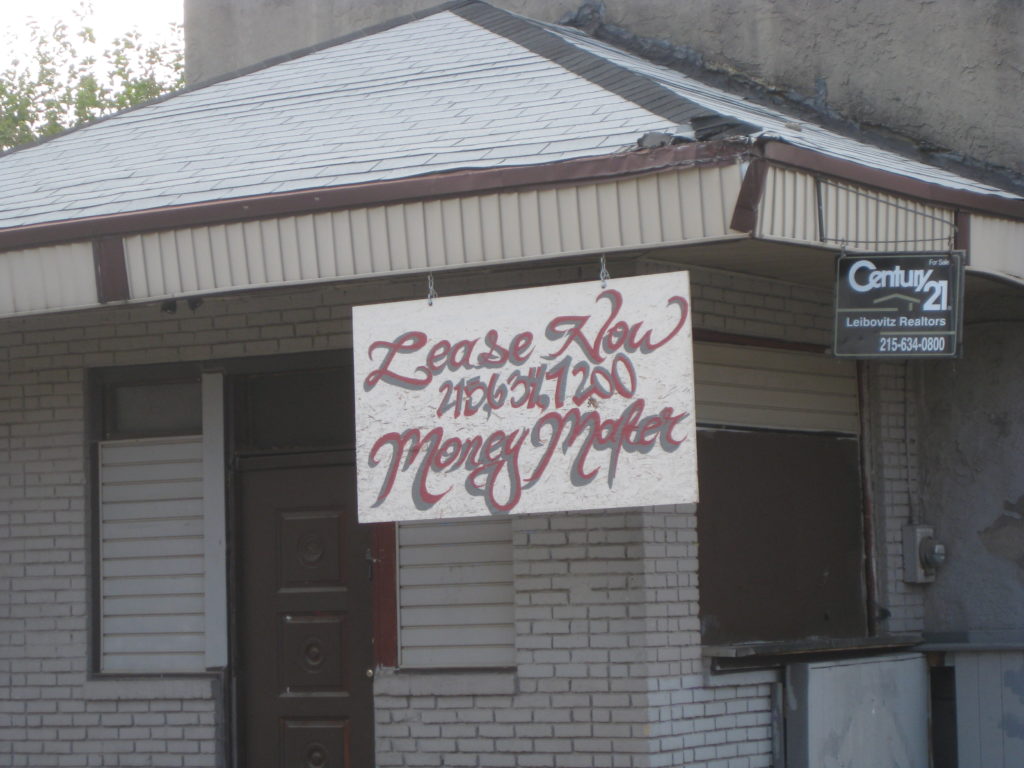 Lease Now
215,634,7200
Money Maker
For Sale
Century 21
Leibovitz Realtors
215-634-0800